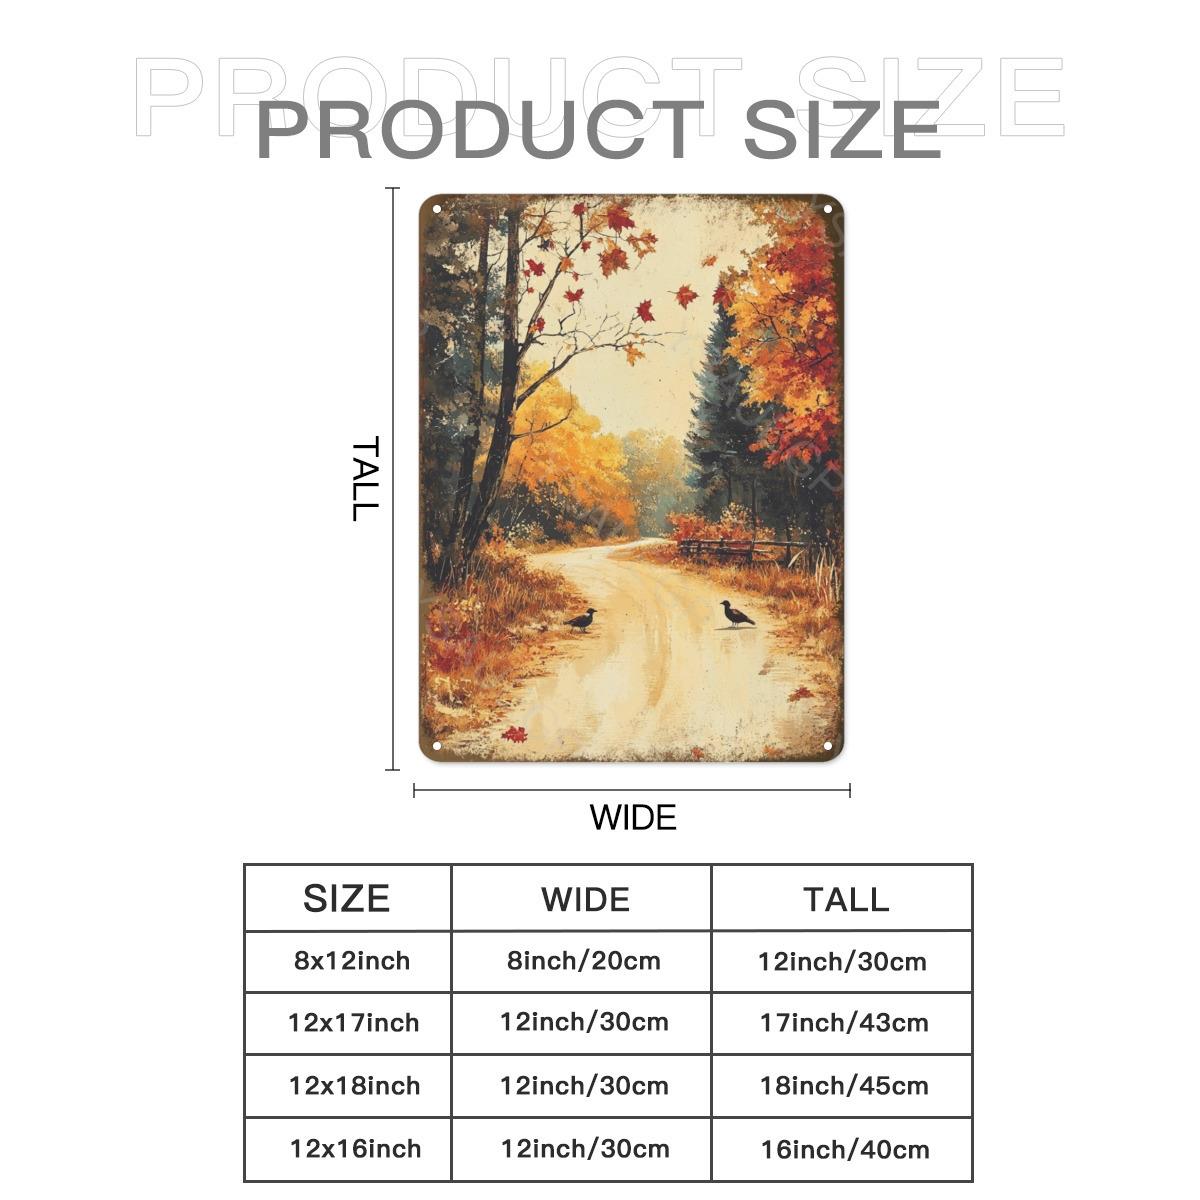 PRODUCT SIZE
PRODUCT SIZE
TALL
WIDE
SIZE WIDE TALL
8x12inch 8inch/20cm 12inch/30cm
12x17inch 12inch/30cm 17inch/43cm
12x18inch 12inch/30cm 18inch/45cm
12x16inch 12inch/30cm 16inch/40cm